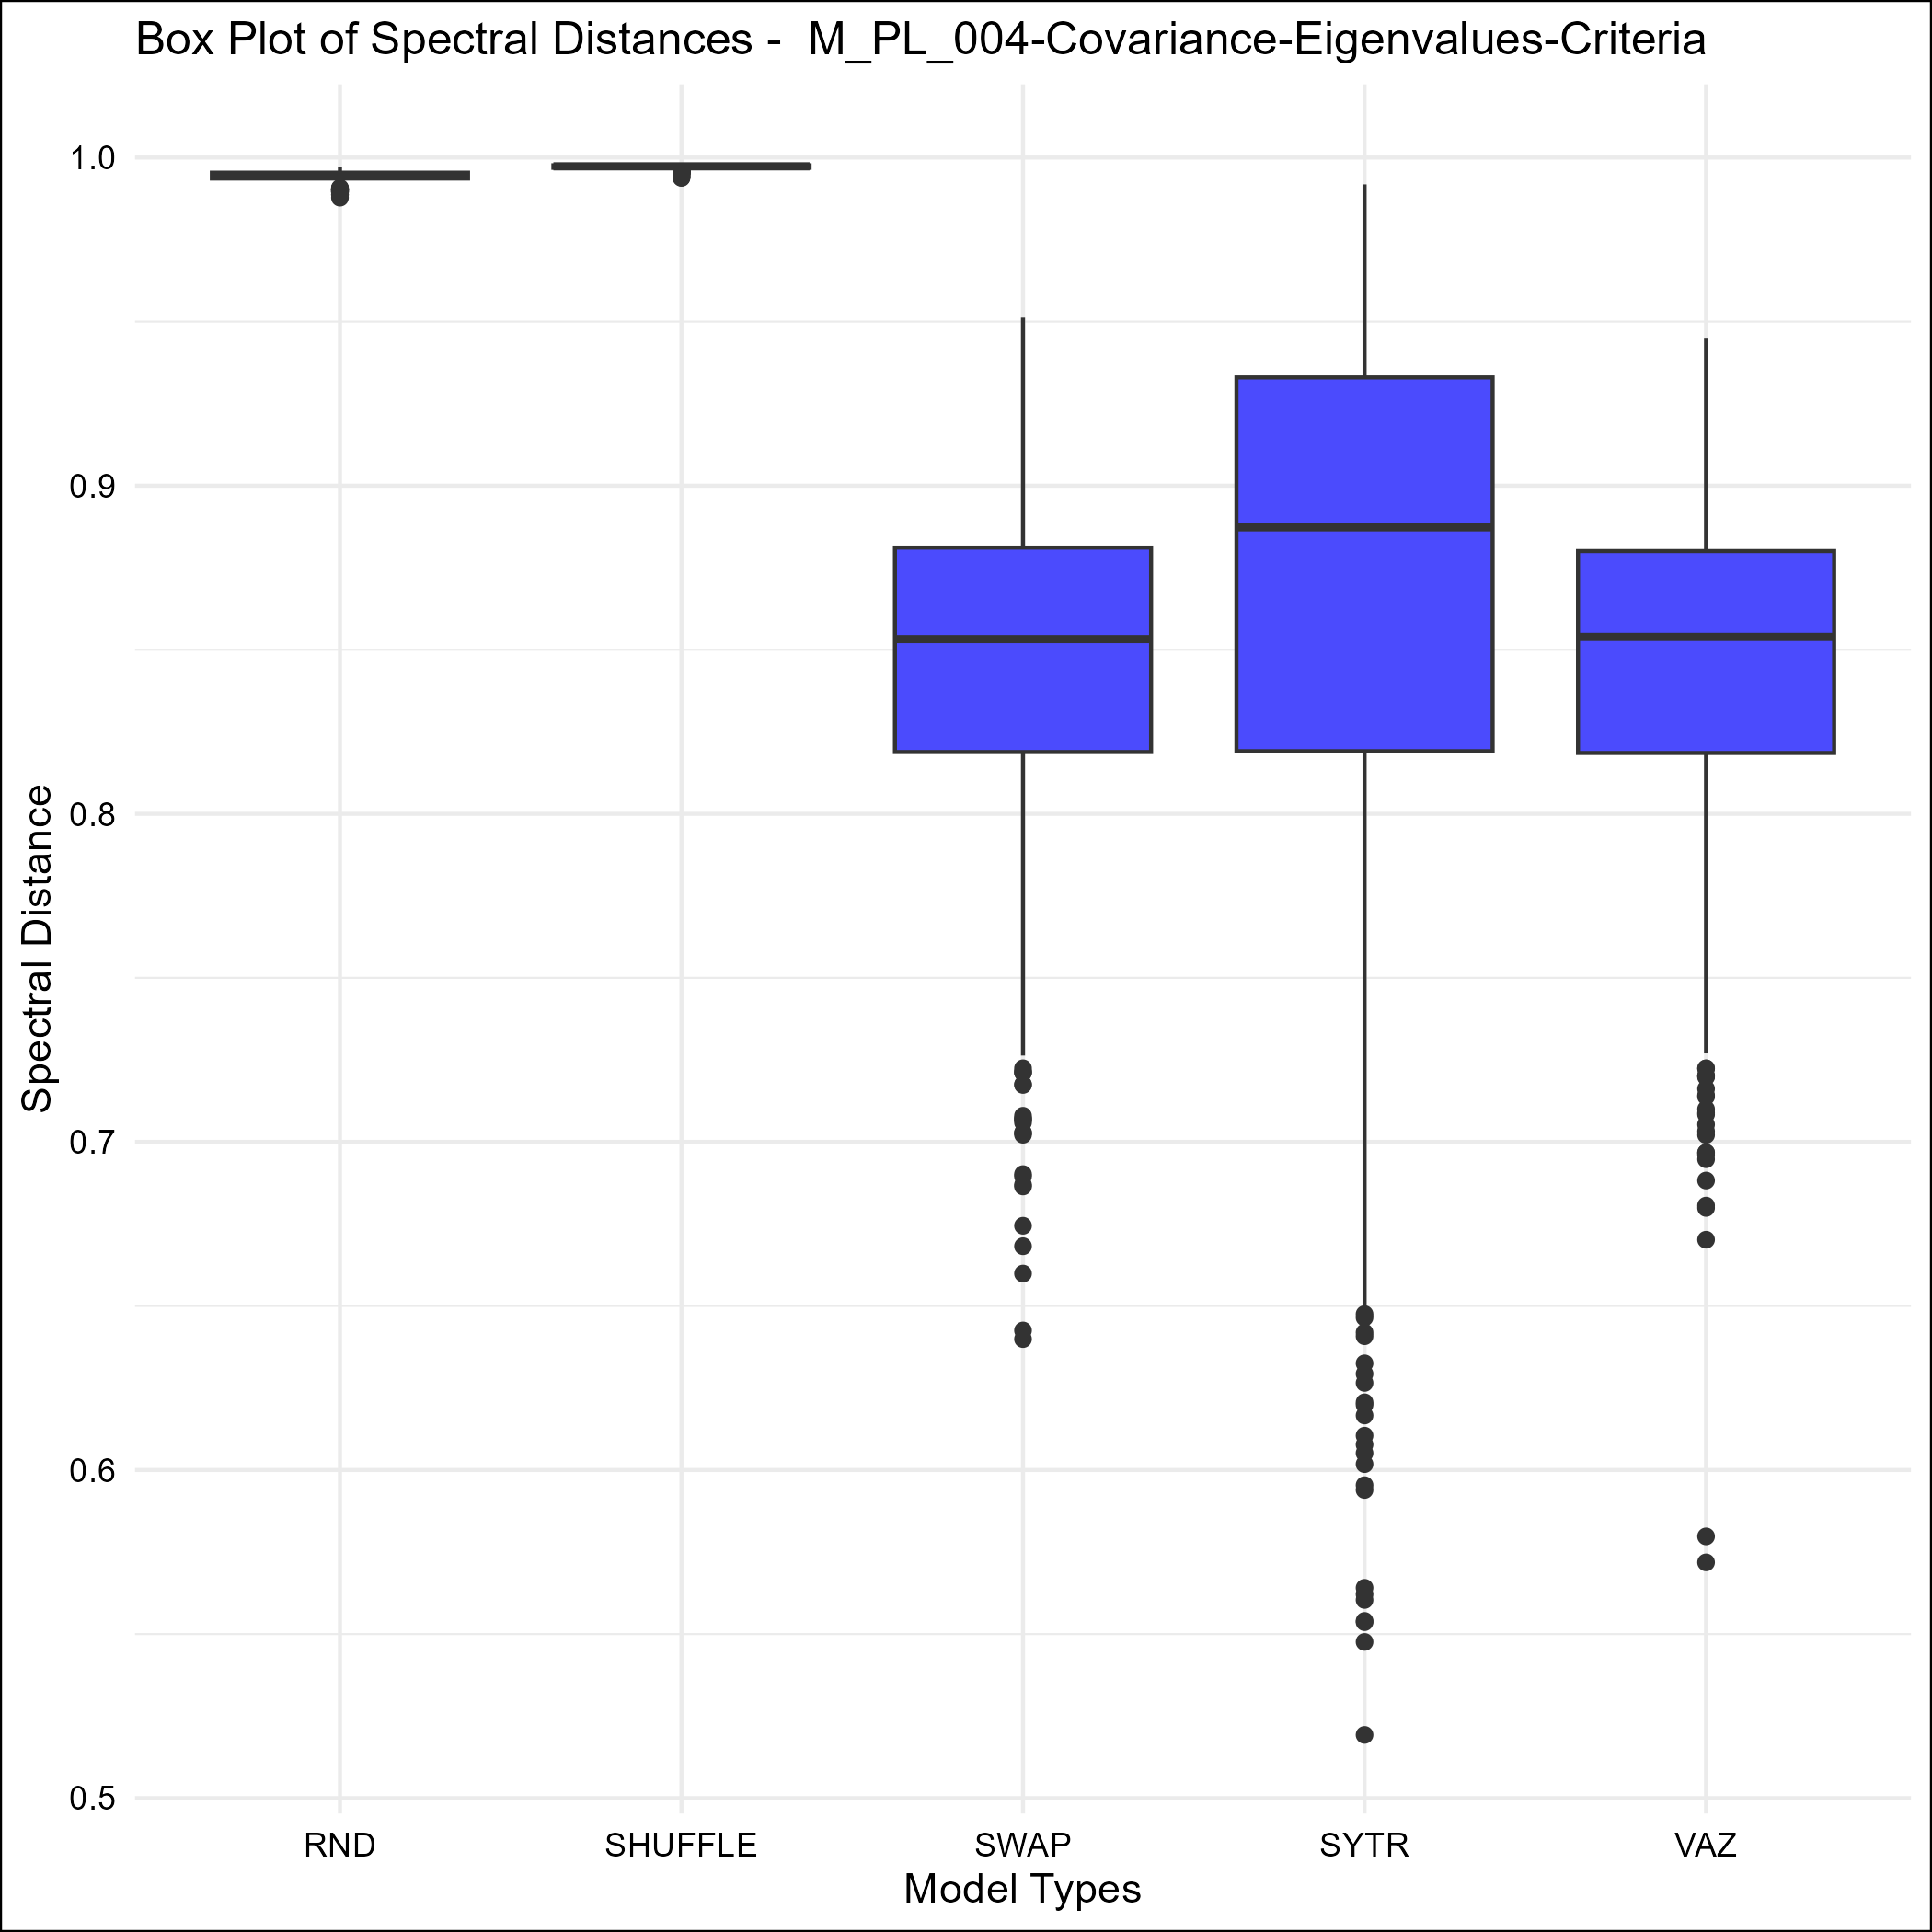 Box Plot of Spectral Distances -  M_PL_004-Covariance-Eigenvalues-Criteria
Spectral Distance
1.0
0.9
0.8
0.7
0.6
0.5
RND SHUFFLE SWAP SYTR VAZ
Model Types